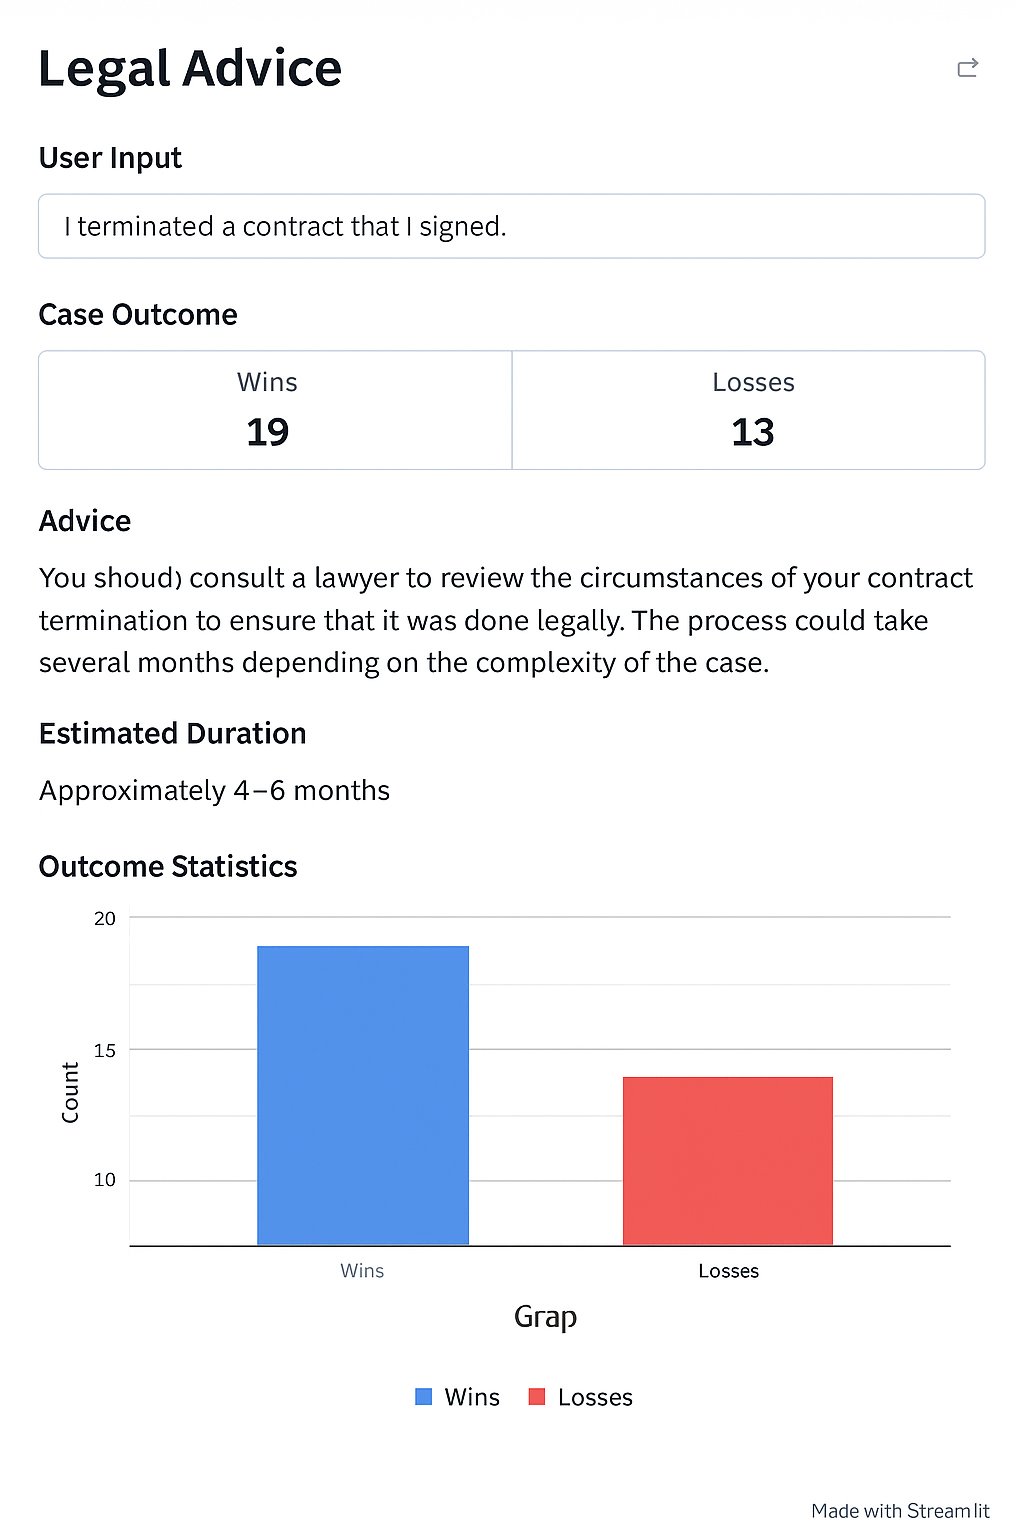 Legal Advice
User Input
I terminated a contract that I signed.
Case Outcome
Wins
19
Losses
13
Advice
You shoud) consult a lawyer to review the circumstances of your contract
termination to ensure that it was done legally. The process could take
several months depending on the complexity of the case.
Estimated Duration
Approximately 4–6 months
Outcome Statistics
20
15
10
Count
Wins
Losses
Grap
Wins
Losses
Made with Streamlit